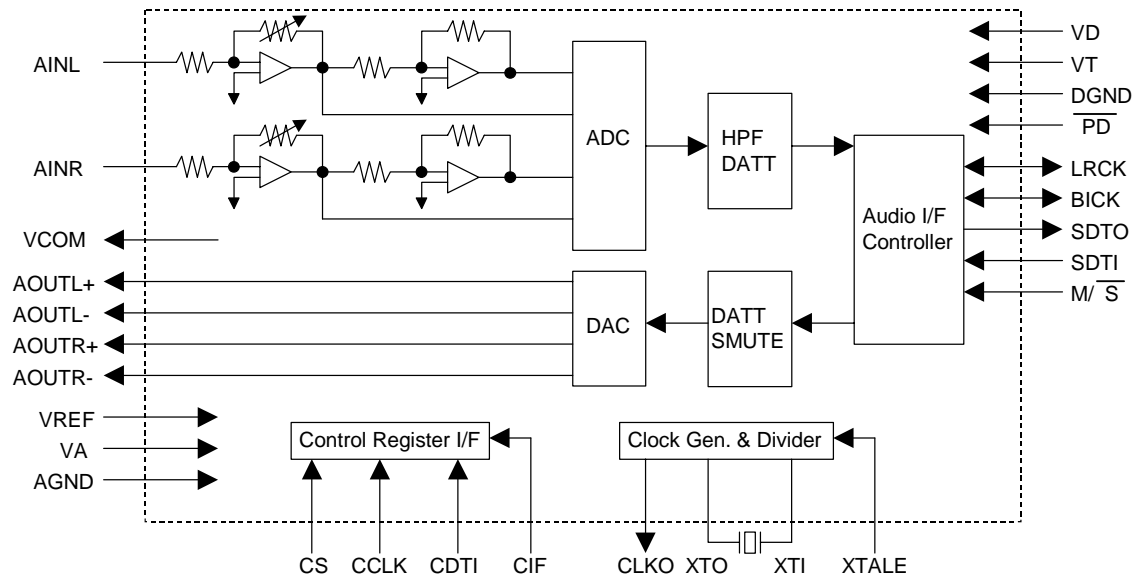 AINL
AINR
VCOM
AOUTL+
AOUTL-
AOUTR+
AOUTR-
VREF
VA
AGND
ADC
HPF
DATT
Audio I/F
Controller
DAC
DATT
SMUTE
Control Register I/F
Clock Gen. & Divider
VD
VT
DGND
PD
LRCK
BICK
SDTO
SDTI
M/ S
CS
CCLK
CDTI
CIF
CLKO
XTO
XTI
XTALE